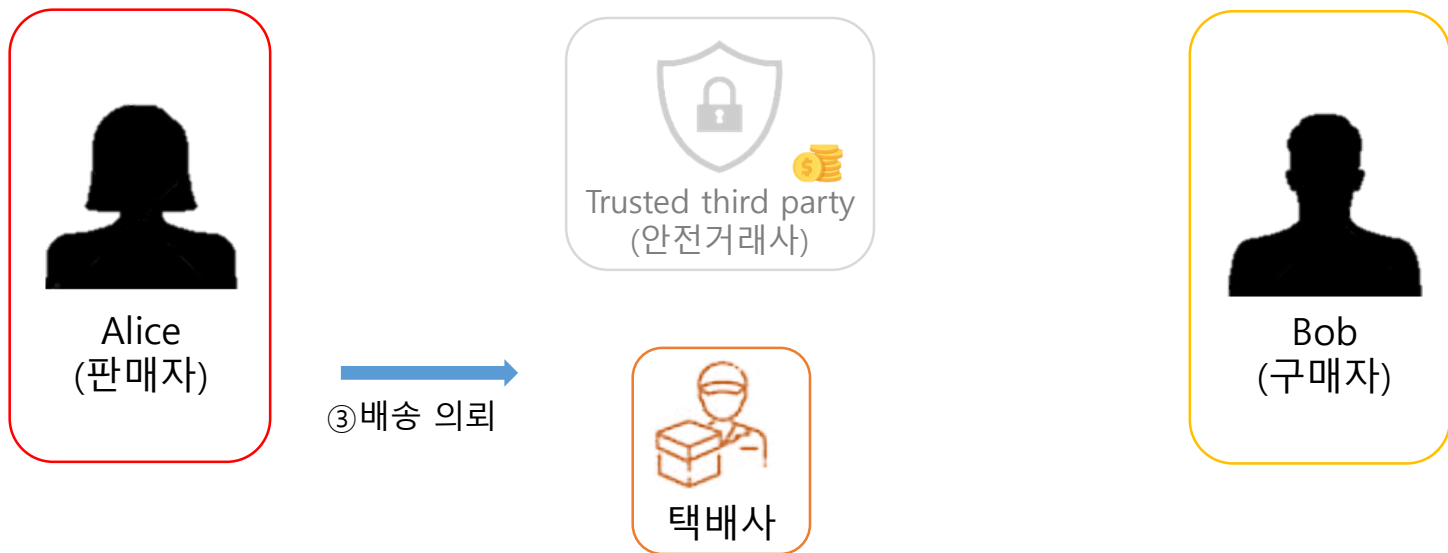 Trusted third party
(안전거래사)
Alice
(판매자)
Bob
(구매자)
③배송 의뢰
택배사